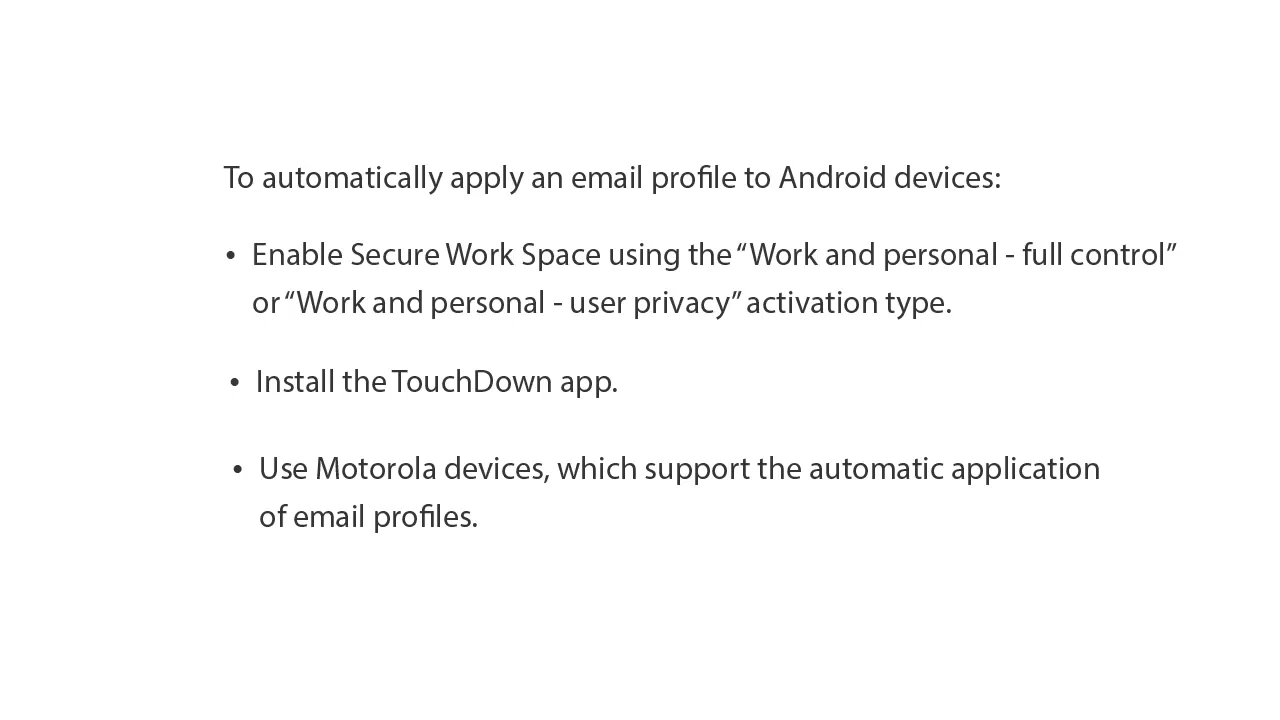 To automatically apply an email profile to Android devices:
• Enable Secure Work Space using the “Work and personal - full control”
or “Work and personal - user privacy” activation type.
• Install the TouchDown app.
• Use Motorola devices, which support the automatic application
of email profiles.